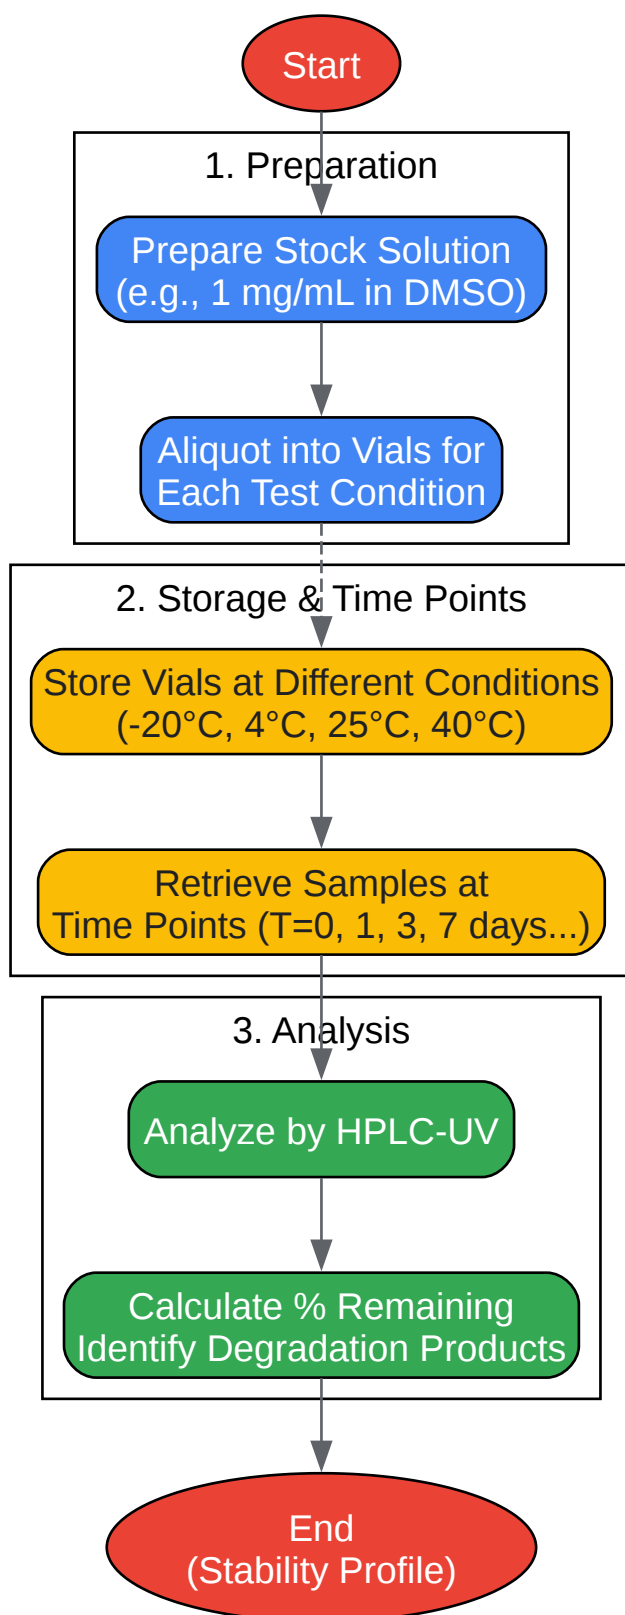 Start
1. Preparation
Prepare Stock Solution
(e.g., 1 mg/mL in DMSO)
Aliquot into Vials for
Each Test Condition
2. Storage & Time Points
Store Vials at Different Conditions
(-20°C, 4°C, 25°C, 40°C)
Retrieve Samples at
Time Points (T=0, 1, 3, 7 days...)
3. Analysis
Analyze by HPLC-UV
Calculate % Remaining
Identify Degradation Products
End
(Stability Profile)